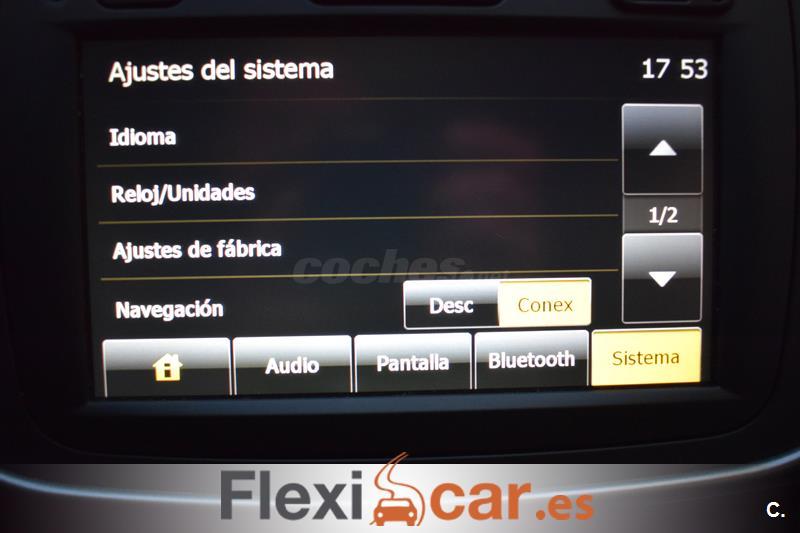 Ajustes del sistema 17 53
Idioma
Reloj/Unidades
1/2
Ajustes de fábrica
coches.net
Navegación Desc Conex
Audio Pantalla Bluetooth Sistema
Flexicar.es
c.